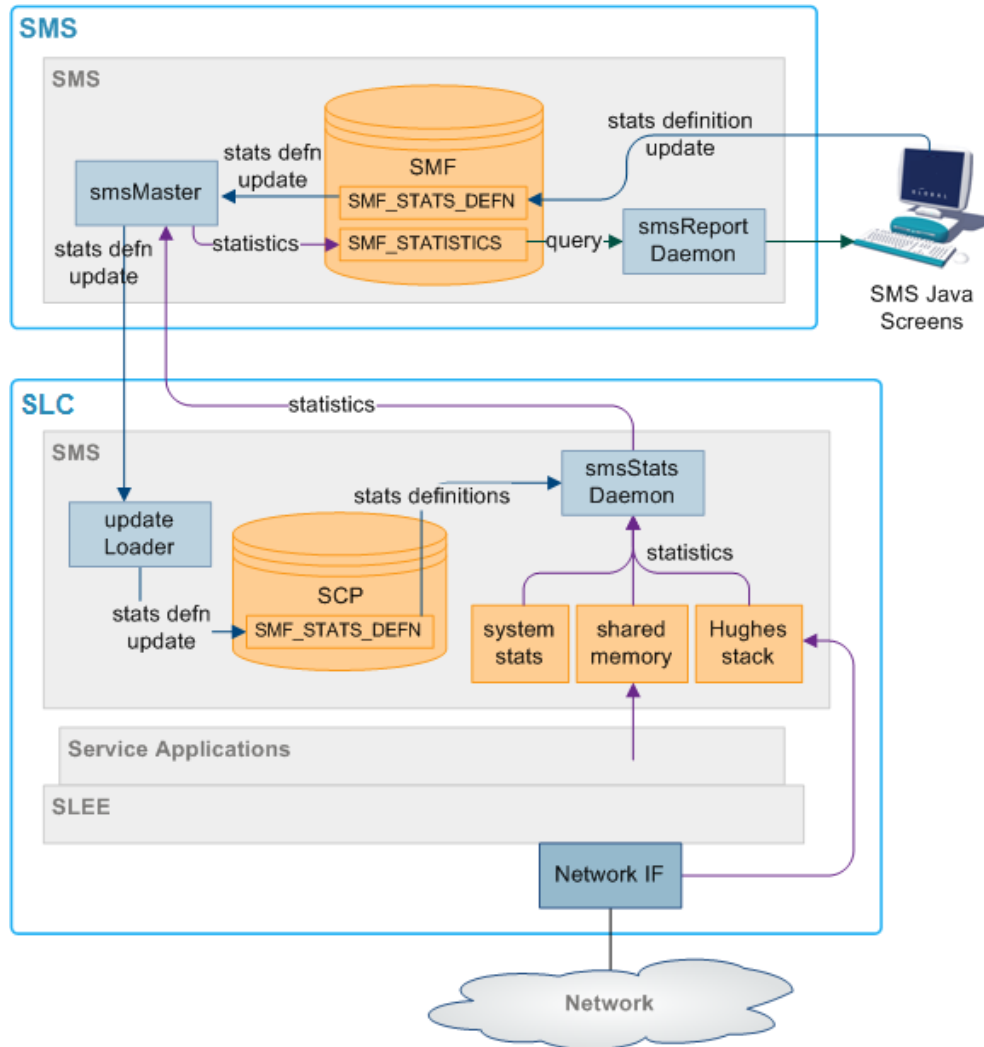 SMS
SMS
stats definition
update
stats defn
update
SMF
smsMaster
SMF_STATS_DEFN
stats defn
update
statistics
SMF_STATISTICS
query
smsReport
Daemon
GLOBAL
SMS Java
Screens
SLC
statistics
SMS
smsStats
Daemon
stats definitions
update
Loader
statistics
SCP
stats defn
update
SMF_STATS_DEFN
system
stats
shared
memory
Hughes
stack
Service Applications
SLEE
Network IF
Network